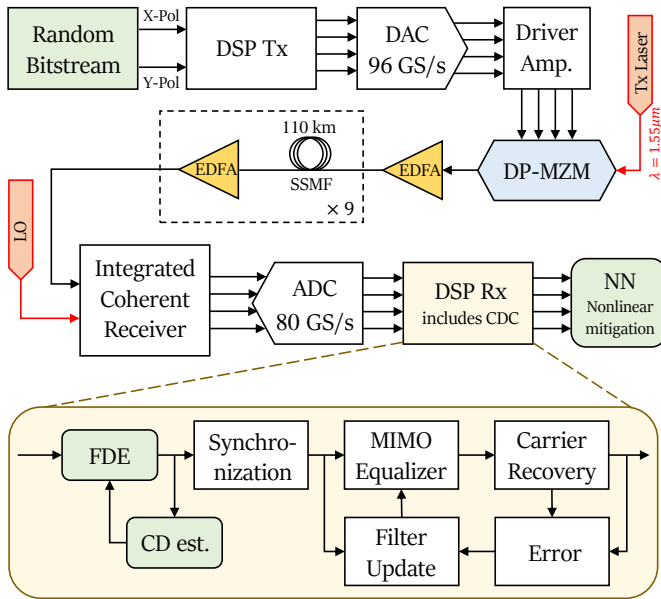 Random
Bitstream
X-Pol
Y-Pol
DSP Tx
DAC
96 GS/s
Driver
Amp.
Tx Laser
λ = 1.55μm
DP-MZM
EDFA
110 km
SSMF
EDFA
× 9
LO
Integrated
Coherent
Receiver
ADC
80 GS/s
DSP Rx
includes CDC
NN
Nonlinear
mitigation
FDE
CD est.
Synchro-
nization
MIMO
Equalizer
Carrier
Recovery
Filter
Update
Error